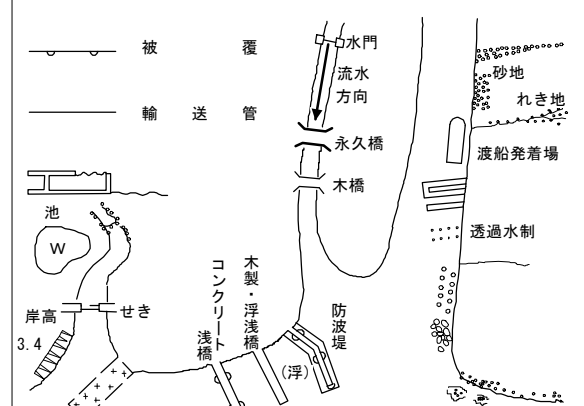 被覆
輸送管
水門
流水
方向
永久橋
木橋
砂地
れき地
渡船発着場
透過水制
池
W
せき
岸高
3.4
コンクリート
浅橋
木製・浮浅橋
防波堤
(浮)